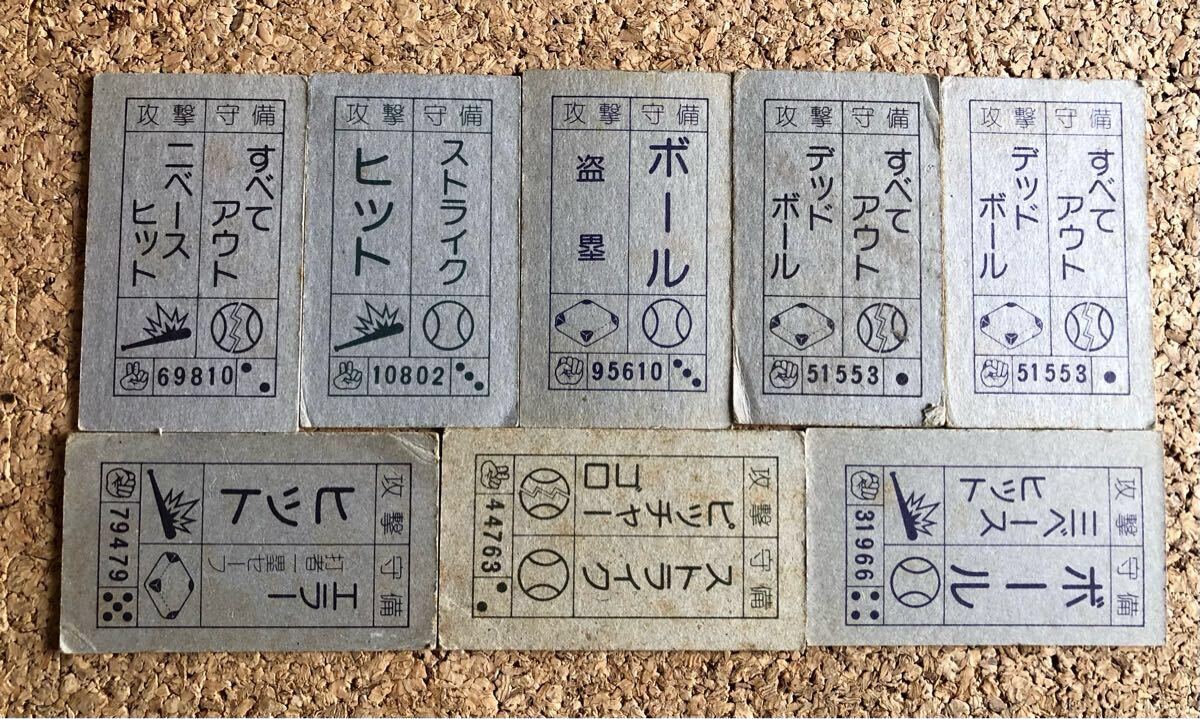 攻撃 守備
すべて
アウト
二ベース
ヒット
69810
攻撃 守備
ストライク
ヒット
10802
攻撃 守備
ボール
盗塁
95610
攻撃 守備
すべて
アウト
デッド
ボール
51553
攻撃 守備
すべて
アウト
デッド
ボール
51553
攻撃 守備
ヒット
エラー
打者一塁セーフ
79479
攻撃 守備
ピッチャー
ゴロ
ストライク
44763
攻撃 守備
三ベース
ヒット
ボール
31966